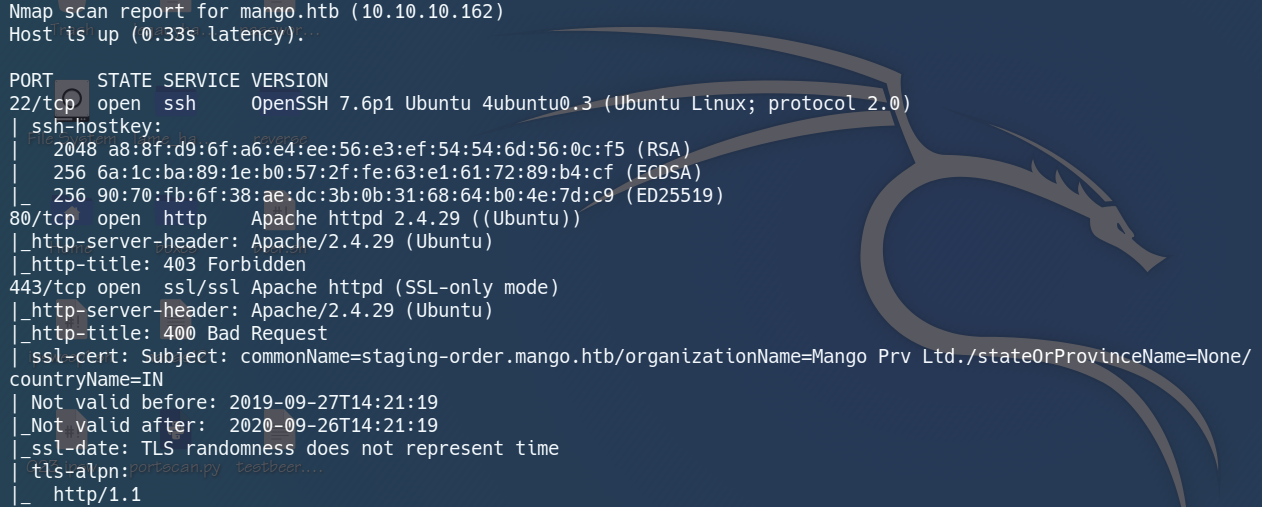 Nmap scan report for mango.htb (10.10.10.162)
Host is up (0.33s latency).
PORT    STATE SERVICE VERSION
22/tcp  open  ssh     OpenSSH 7.6p1 Ubuntu 4ubuntu0.3 (Ubuntu Linux; protocol 2.0)
| ssh-hostkey:
|   2048 a8:8f:d9:6f:a6:e4:ee:56:e3:ef:54:54:6d:56:0c:f5 (RSA)
|   256 6a:1c:ba:89:1e:b0:57:2f:fe:63:e1:61:72:89:b4:cf (ECDSA)
|_  256 90:70:fb:6f:38:ae:dc:3b:0b:31:68:64:b0:4e:7d:c9 (ED25519)
80/tcp  open  http    Apache httpd 2.4.29 ((Ubuntu))
|_http-server-header: Apache/2.4.29 (Ubuntu)
|_http-title: 403 Forbidden
443/tcp open  ssl/ssl Apache httpd (SSL-only mode)
|_http-server-header: Apache/2.4.29 (Ubuntu)
|_http-title: 400 Bad Request
| ssl-cert: Subject: commonName=staging-order.mango.htb/organizationName=Mango Prv Ltd./stateOrProvinceName=None/
countryName=IN
| Not valid before: 2019-09-27T14:21:19
|_Not valid after:  2020-09-26T14:21:19
|_ssl-date: TLS randomness does not represent time
| tls-alpn:
portscan.py
|_  http/1.1